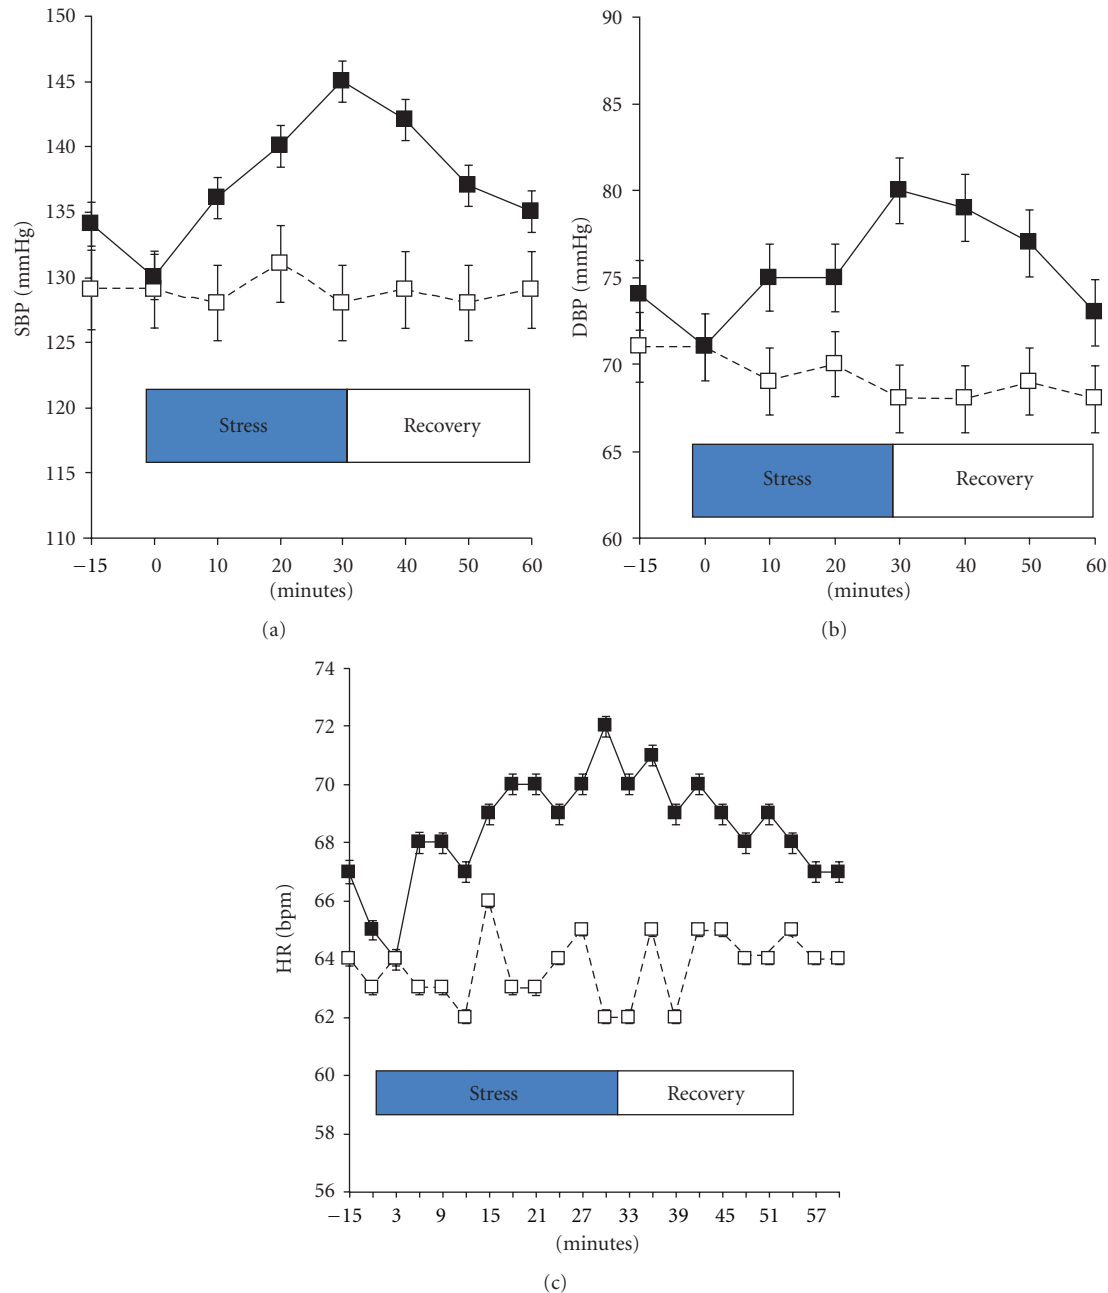 150
145
140
135
130
125
120
115
110
SBP (mmHg)
Stress
Recovery
−15 0 10 20 30 40 50 60
(minutes)
(a)
90
85
80
75
70
65
60
DBP (mmHg)
Stress
Recovery
−15 0 10 20 30 40 50 60
(minutes)
(b)
74
72
70
68
66
64
62
60
58
56
HR (bpm)
Stress
Recovery
−15 3 9 15 21 27 33 39 45 51 57
(minutes)
(c)